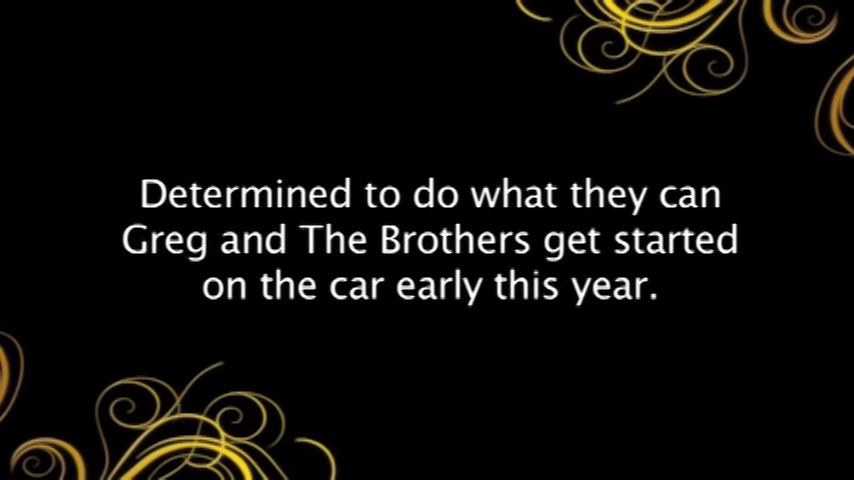 Determined to do what they can
Greg and The Brothers get started
on the car early this year.